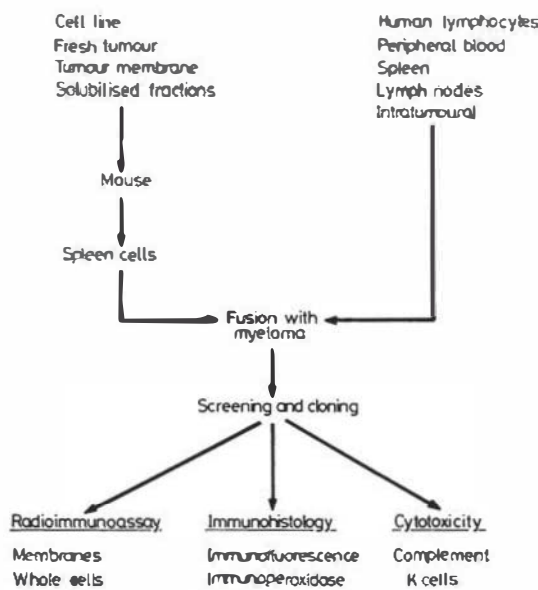 Cell line
Fresh tumour
Tumour membrane
Solubilised fractions
Human lymphocytes
Peripheral blood
Spleen
Lymph nodes
Intratumoural
Mouse
Spleen cells
Fusion with
myeloma
Screening and cloning
Radioimmunoassay
Membranes
Whole cells
Immunohistology
Immunofluorescence
Immunoperoxidase
Cytotoxicity
Complement
K cells